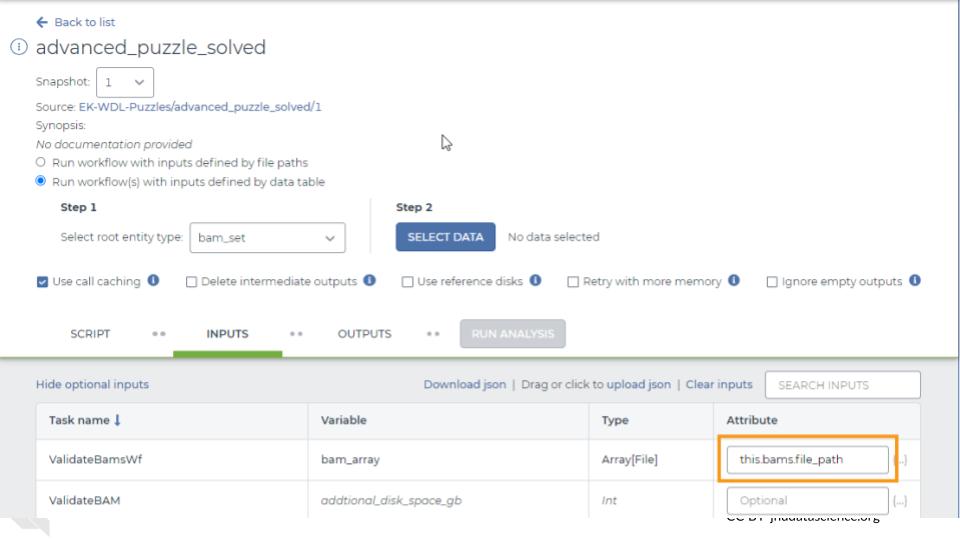 Back to list
advanced_puzzle_solved
Snapshot: 1
Source: EK-WDL-Puzzles/advanced_puzzle_solved/1
Synopsis:
No documentation provided
Run workflow with inputs defined by file paths
Run workflow(s) with inputs defined by data table
Step 1 Step 2
Select root entity type: bam_set SELECT DATA No data selected
Use call caching Delete intermediate outputs Use reference disks Retry with more memory Ignore empty outputs
SCRIPT INPUTS OUTPUTS RUN ANALYSIS
Hide optional inputs Download json | Drag or click to upload json | Clear inputs SEARCH INPUTS
Task name ↓ Variable Type Attribute
ValidateBamsWf bam_array Array[File] this.bams.file_path (...)
ValidateBAM addtional_disk_space_gb Int Optional (...)
CC BY jhudatascience.org